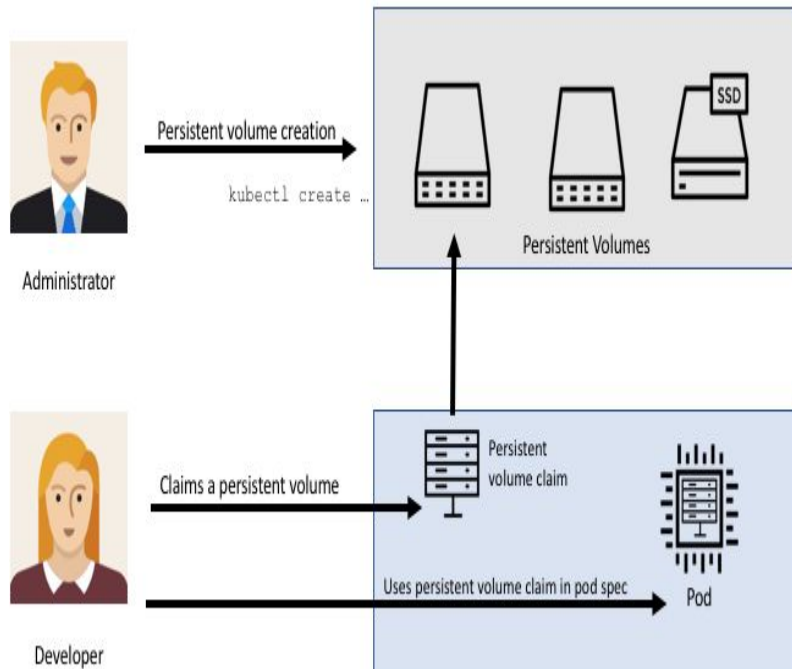 SSD
Persistent volume creation
kubectl create …
Persistent Volumes
Administrator
Persistent
volume claim
Claims a persistent volume
Uses persistent volume claim in pod spec
Pod
Developer